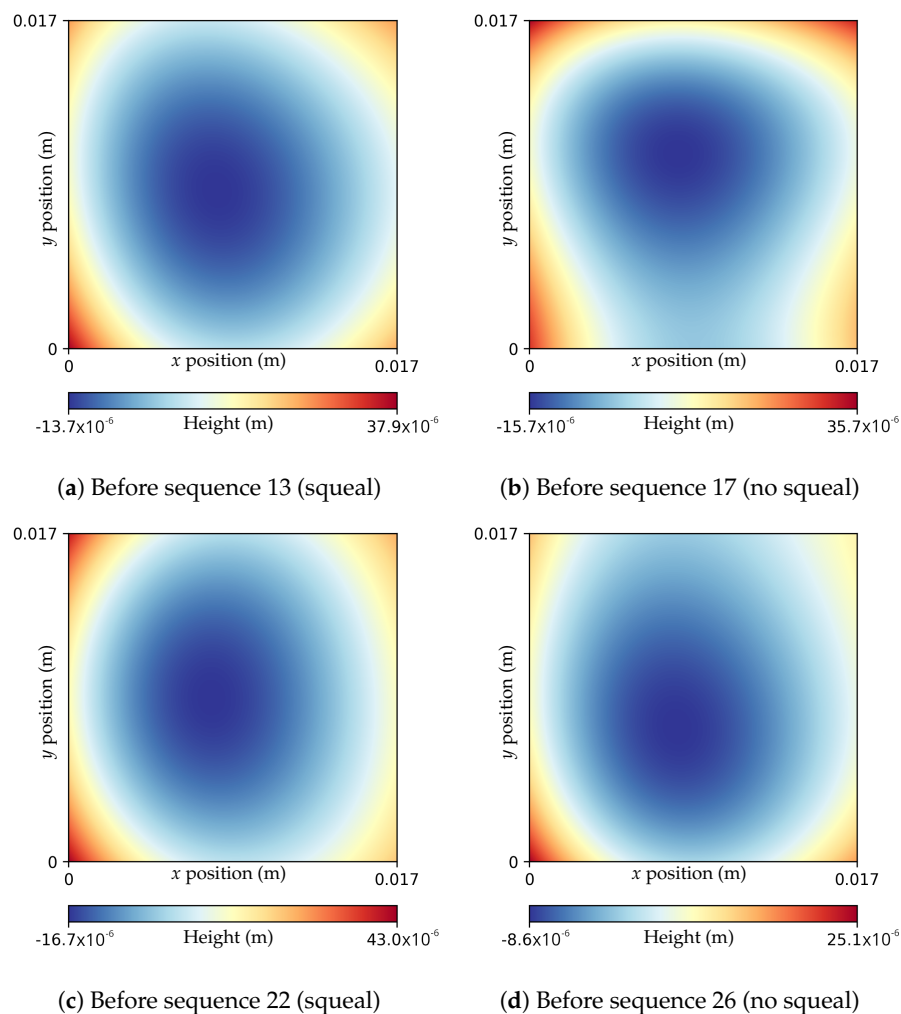 0.017 0.017
y position (m) y position (m)
0 0
x position (m) x position (m)
0 0.017 0 0.017
-13.7x10⁻⁶ Height (m) 37.9x10⁻⁶ -15.7x10⁻⁶ Height (m) 35.7x10⁻⁶
(a) Before sequence 13 (squeal) (b) Before sequence 17 (no squeal)
0.017 0.017
y position (m) y position (m)
0 0
x position (m) x position (m)
0 0.017 0 0.017
-16.7x10⁻⁶ Height (m) 43.0x10⁻⁶ -8.6x10⁻⁶ Height (m) 25.1x10⁻⁶
(c) Before sequence 22 (squeal) (d) Before sequence 26 (no squeal)